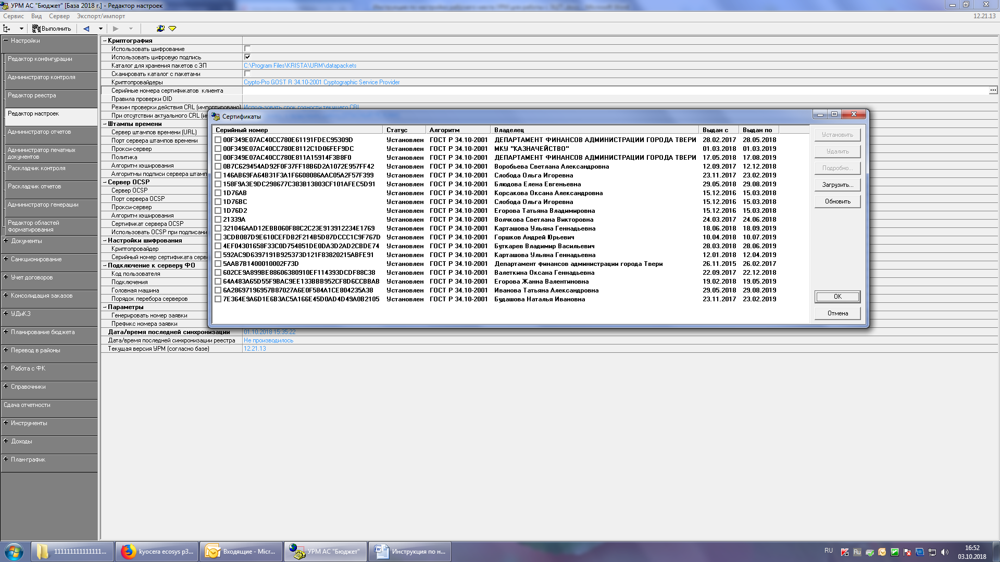 УРМ АС "Бюджет" [База 2018 г.] - Редактор настроек
Сервис Вид Сервер Экспорт/импорт 12.21.13
Выполнить
Настройки
Редактор конфигурации
Администратор контроля
Редактор реестра
Редактор настроек
Администратор отчетов
Администратор печатных
документов
Раскладчик контроля
Раскладчик отчетов
Администратор генерации
Редактор областей
форматирования
Документы
Санкционирование
Учет договоров
Консолидация заказов
УДиКЗ
Планирование бюджета
Перевод в районы
Работа с ФК
Справочники
Сдача отчетности
Инструменты
Доходы
План-график
Криптография
Использовать шифрование
Использовать цифровую подпись
Каталог для хранения пакетов с ЭП C:\Program Files\KRISTA\URM\datapackets
Сканировать каталог с пакетами
Криптопровайдеры Crypto-Pro GOST R 34.10-2001 Cryptographic Service Provider
Серийные номера сертификатов клиента ...
Правила проверки OID
Режим проверки действия CRL (импортировано) Использовать срок годности текущего CRL
При отсутствии актуального CRL (и
Штампы времени
Сервер штампов времени (URL)
Порт сервера штампов времени
Прокси-сервер
Политика
Алгоритм хэширования
Алгоритмы подписи сервера штамп
Сервер OCSP
Сервер OCSP
Порт сервера OCSP
Прокси-сервер
Алгоритм хэширования
Сертификат сервера OCSP
Использовать OCSP при подписани
Настройки шифрования
Криптопровайдер
Серийный номер сертификата серв
Подключение к серверу ФО
Код пользователя
Подключения
Головная машина
Порядок перебора серверов
Параметры
Генерировать номер заявки
Префикс номера заявки
Дата/время последней синхронизации 01.10.2018 15:35:22
Дата/время последней синхронизации реестра Не производилось
Текущая версия УРМ (согласно базе) 12.21.13
Сертификаты
Серийный номер Статус Алгоритм Владелец Выдан с Выдан по
00F349E07AC40CC780E61191FDEC95309D Установлен ГОСТ Р 34.10-2001 ДЕПАРТАМЕНТ ФИНАНСОВ АДМИНИСТРАЦИИ ГОРОДА ТВЕРИ 28.02.2017 28.05.2018
00F349E07AC40CC780E8112C1D06FEF9DC Установлен ГОСТ Р 34.10-2001 МКУ "КАЗНАЧЕЙСТВО" 01.03.2018 01.03.2019
00F349E07AC40CC780E811A15914F3B8F0 Установлен ГОСТ Р 34.10-2001 ДЕПАРТАМЕНТ ФИНАНСОВ АДМИНИСТРАЦИИ ГОРОДА ТВЕРИ 17.05.2018 17.08.2019
0B7C629454AD92F0F37FF18B6D2A1072E957FF42 Установлен ГОСТ Р 34.10-2001 Воробьева Светлана Александровна 12.09.2017 12.12.2018
146AB69FA64B31F3A1F6608086AAC05A2F57F399 Установлен ГОСТ Р 34.10-2001 Слобода Ольга Игоревна 23.11.2017 23.02.2019
158F9A3E9DC298677C383B13803CF101AFEC5D91 Установлен ГОСТ Р 34.10-2001 Блюдова Елена Евгеньевна 29.05.2018 29.08.2019
1D76AB Установлен ГОСТ Р 34.10-2001 Корсакова Оксана Александровна 15.12.2016 15.03.2018
1D76BC Установлен ГОСТ Р 34.10-2001 Слобода Ольга Игоревна 15.12.2016 15.03.2018
1D76D2 Установлен ГОСТ Р 34.10-2001 Егорова Татьяна Владимировна 15.12.2016 15.03.2018
21339A Установлен ГОСТ Р 34.10-2001 Волчкова Светлана Викторовна 24.03.2017 24.06.2018
321046AAD12EBB060F88C2C23E913912234E1769 Установлен ГОСТ Р 34.10-2001 Карташова Ульяна Геннадьевна 18.06.2018 18.09.2019
3CDB087D9E610CEFDB2F214B5D87DCCC1C9F767D Установлен ГОСТ Р 34.10-2001 Горшков Андрей Юрьевич 10.04.2018 10.07.2019
4EF04301658F33C0D754851DE0DA3D2AD2CBDE74 Установлен ГОСТ Р 34.10-2001 Буткарев Владимир Васильевич 28.03.2018 28.06.2019
592AC9D6397191B925373D121F83820215ABFE91 Установлен ГОСТ Р 34.10-2001 Карташова Ульяна Геннадьевна 12.01.2018 12.04.2019
5AAB7B1400010002F73D Установлен ГОСТ Р 34.10-2001 Департамент финансов администрации города Твери 26.11.2015 26.02.2017
602CE9A899BE88606380910EF114393DCDF88C38 Установлен ГОСТ Р 34.10-2001 Валеткина Оксана Геннадьевна 22.09.2017 22.12.2018
64A483A65D55F9BAC9EE133BBB952CF8D6CCBBAB Установлен ГОСТ Р 34.10-2001 Егорова Жанна Валентиновна 19.02.2018 19.05.2019
6A28697196957B87027A6E0F584A1CE804235A38 Установлен ГОСТ Р 34.10-2001 Иванова Татьяна Александровна 29.05.2018 29.08.2019
7E364E9A6D1E6B3AC5A166E45D0AD4D49A0B2105 Установлен ГОСТ Р 34.10-2001 Будашова Наталья Ивановна 23.11.2017 23.02.2019
Установить
Удалить
Подробно...
Загрузить...
Обновить
OK
Отмена
111111111111111...
kyocera ecosys p3...
Входящие - Micr...
УРМ АС "Бюджет"
Инструкция по н...
RU
Ru
16:52
03.10.2018